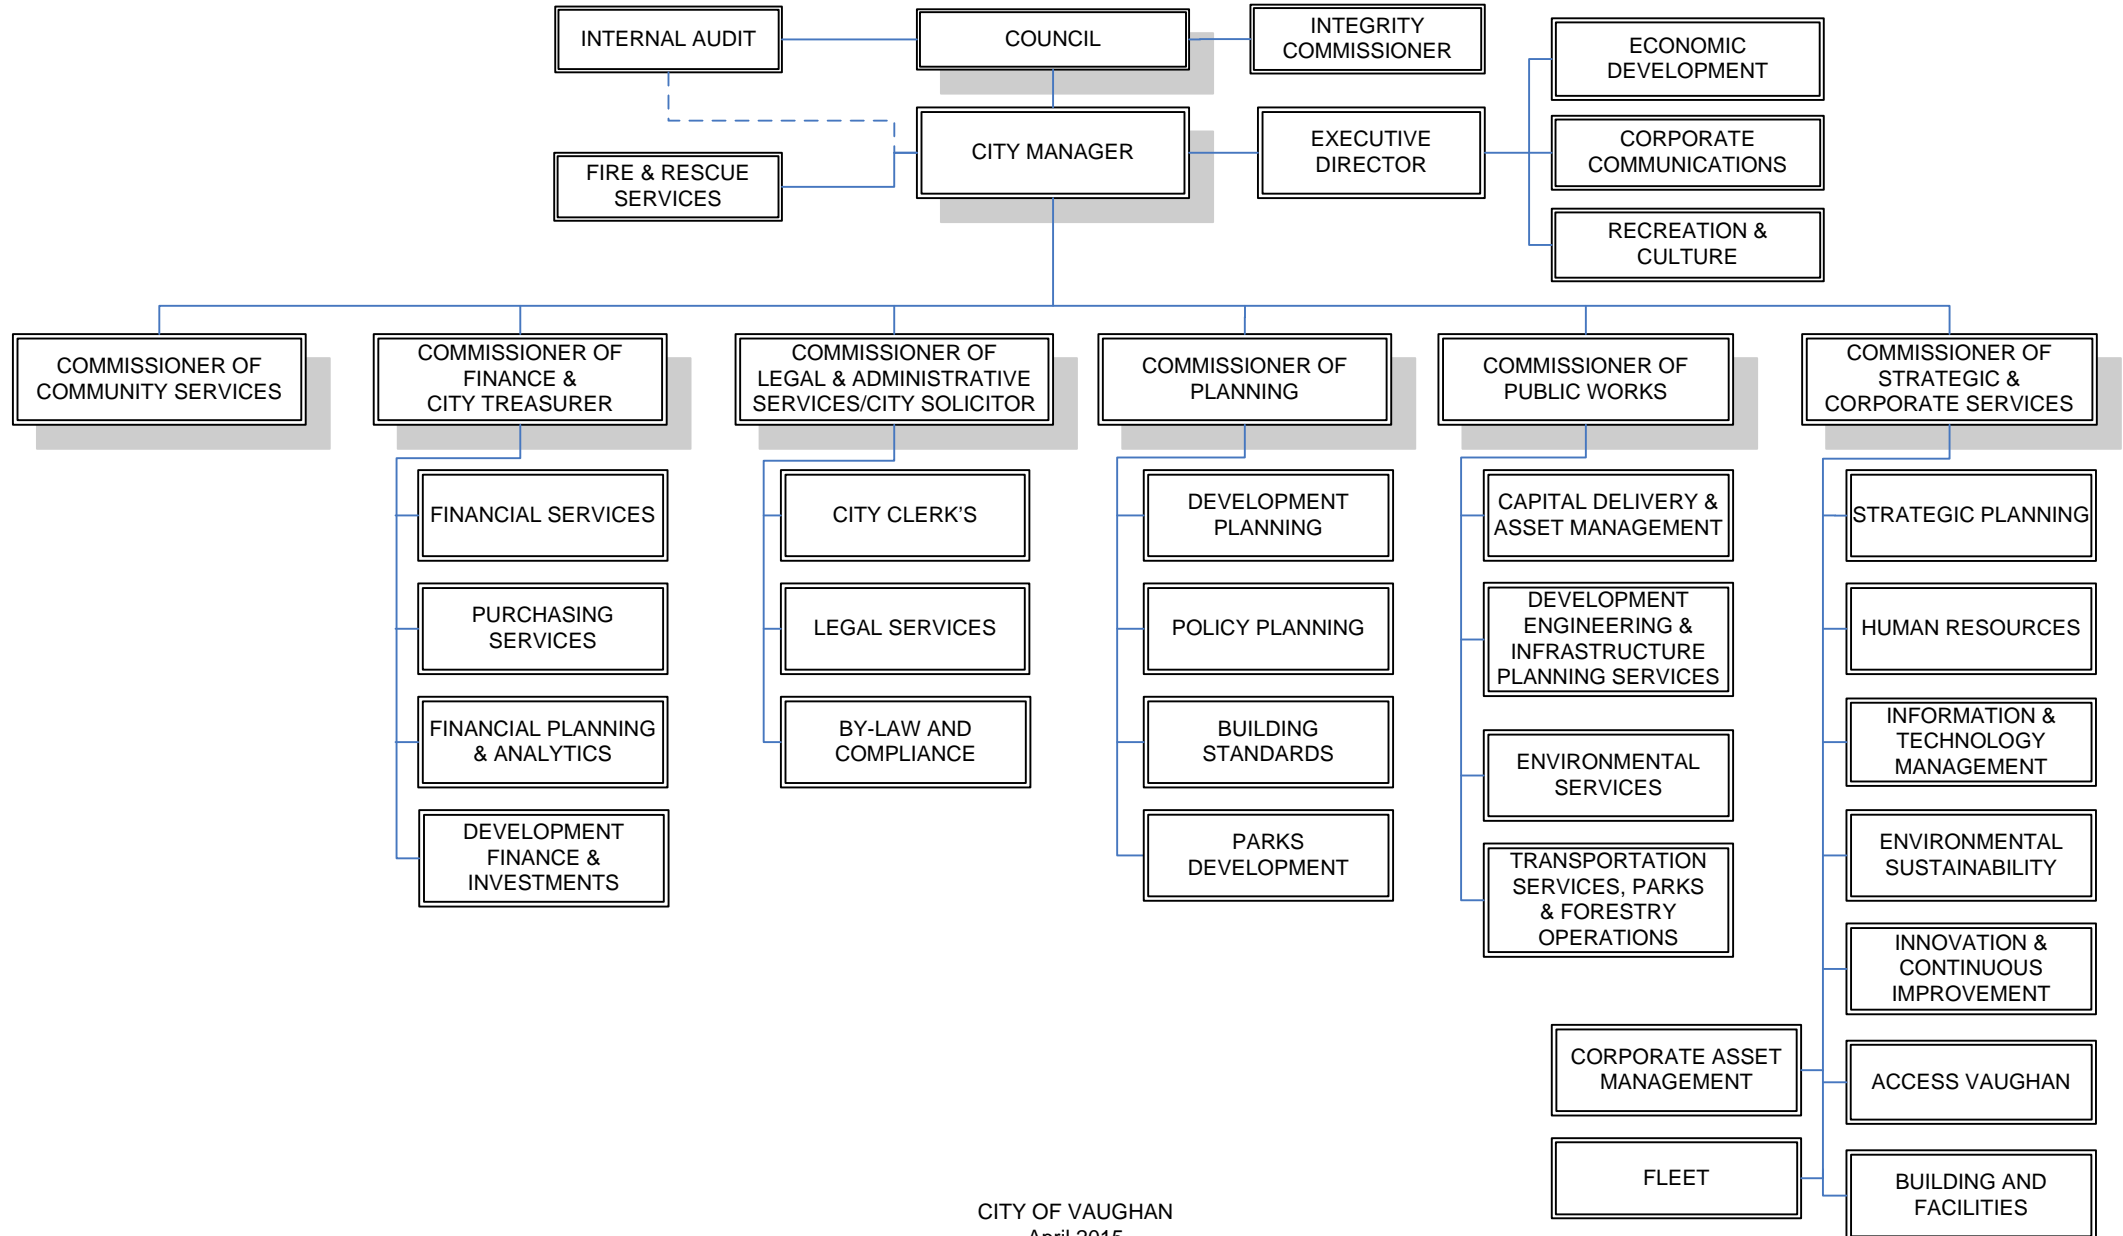 INTERNAL AUDIT
COUNCIL
INTEGRITY
COMMISSIONER
ECONOMIC
DEVELOPMENT
CITY MANAGER
EXECUTIVE
DIRECTOR
CORPORATE
COMMUNICATIONS
FIRE & RESCUE
SERVICES
RECREATION &
CULTURE
COMMISSIONER OF
COMMUNITY SERVICES
COMMISSIONER OF
FINANCE &
CITY TREASURER
COMMISSIONER OF
LEGAL & ADMINISTRATIVE
SERVICES/CITY SOLICITOR
COMMISSIONER OF
PLANNING
COMMISSIONER OF
PUBLIC WORKS
COMMISSIONER OF
STRATEGIC &
CORPORATE SERVICES
FINANCIAL SERVICES
PURCHASING
SERVICES
FINANCIAL PLANNING
& ANALYTICS
DEVELOPMENT
FINANCE &
INVESTMENTS
CITY CLERK'S
LEGAL SERVICES
BY-LAW AND
COMPLIANCE
DEVELOPMENT
PLANNING
POLICY PLANNING
BUILDING
STANDARDS
PARKS
DEVELOPMENT
CAPITAL DELIVERY &
ASSET MANAGEMENT
DEVELOPMENT
ENGINEERING &
INFRASTRUCTURE
PLANNING SERVICES
ENVIRONMENTAL
SERVICES
TRANSPORTATION
SERVICES, PARKS
& FORESTRY
OPERATIONS
STRATEGIC PLANNING
HUMAN RESOURCES
INFORMATION &
TECHNOLOGY
MANAGEMENT
ENVIRONMENTAL
SUSTAINABILITY
INNOVATION &
CONTINUOUS
IMPROVEMENT
CORPORATE ASSET
MANAGEMENT
ACCESS VAUGHAN
FLEET
BUILDING AND
FACILITIES
CITY OF VAUGHAN
April 2015